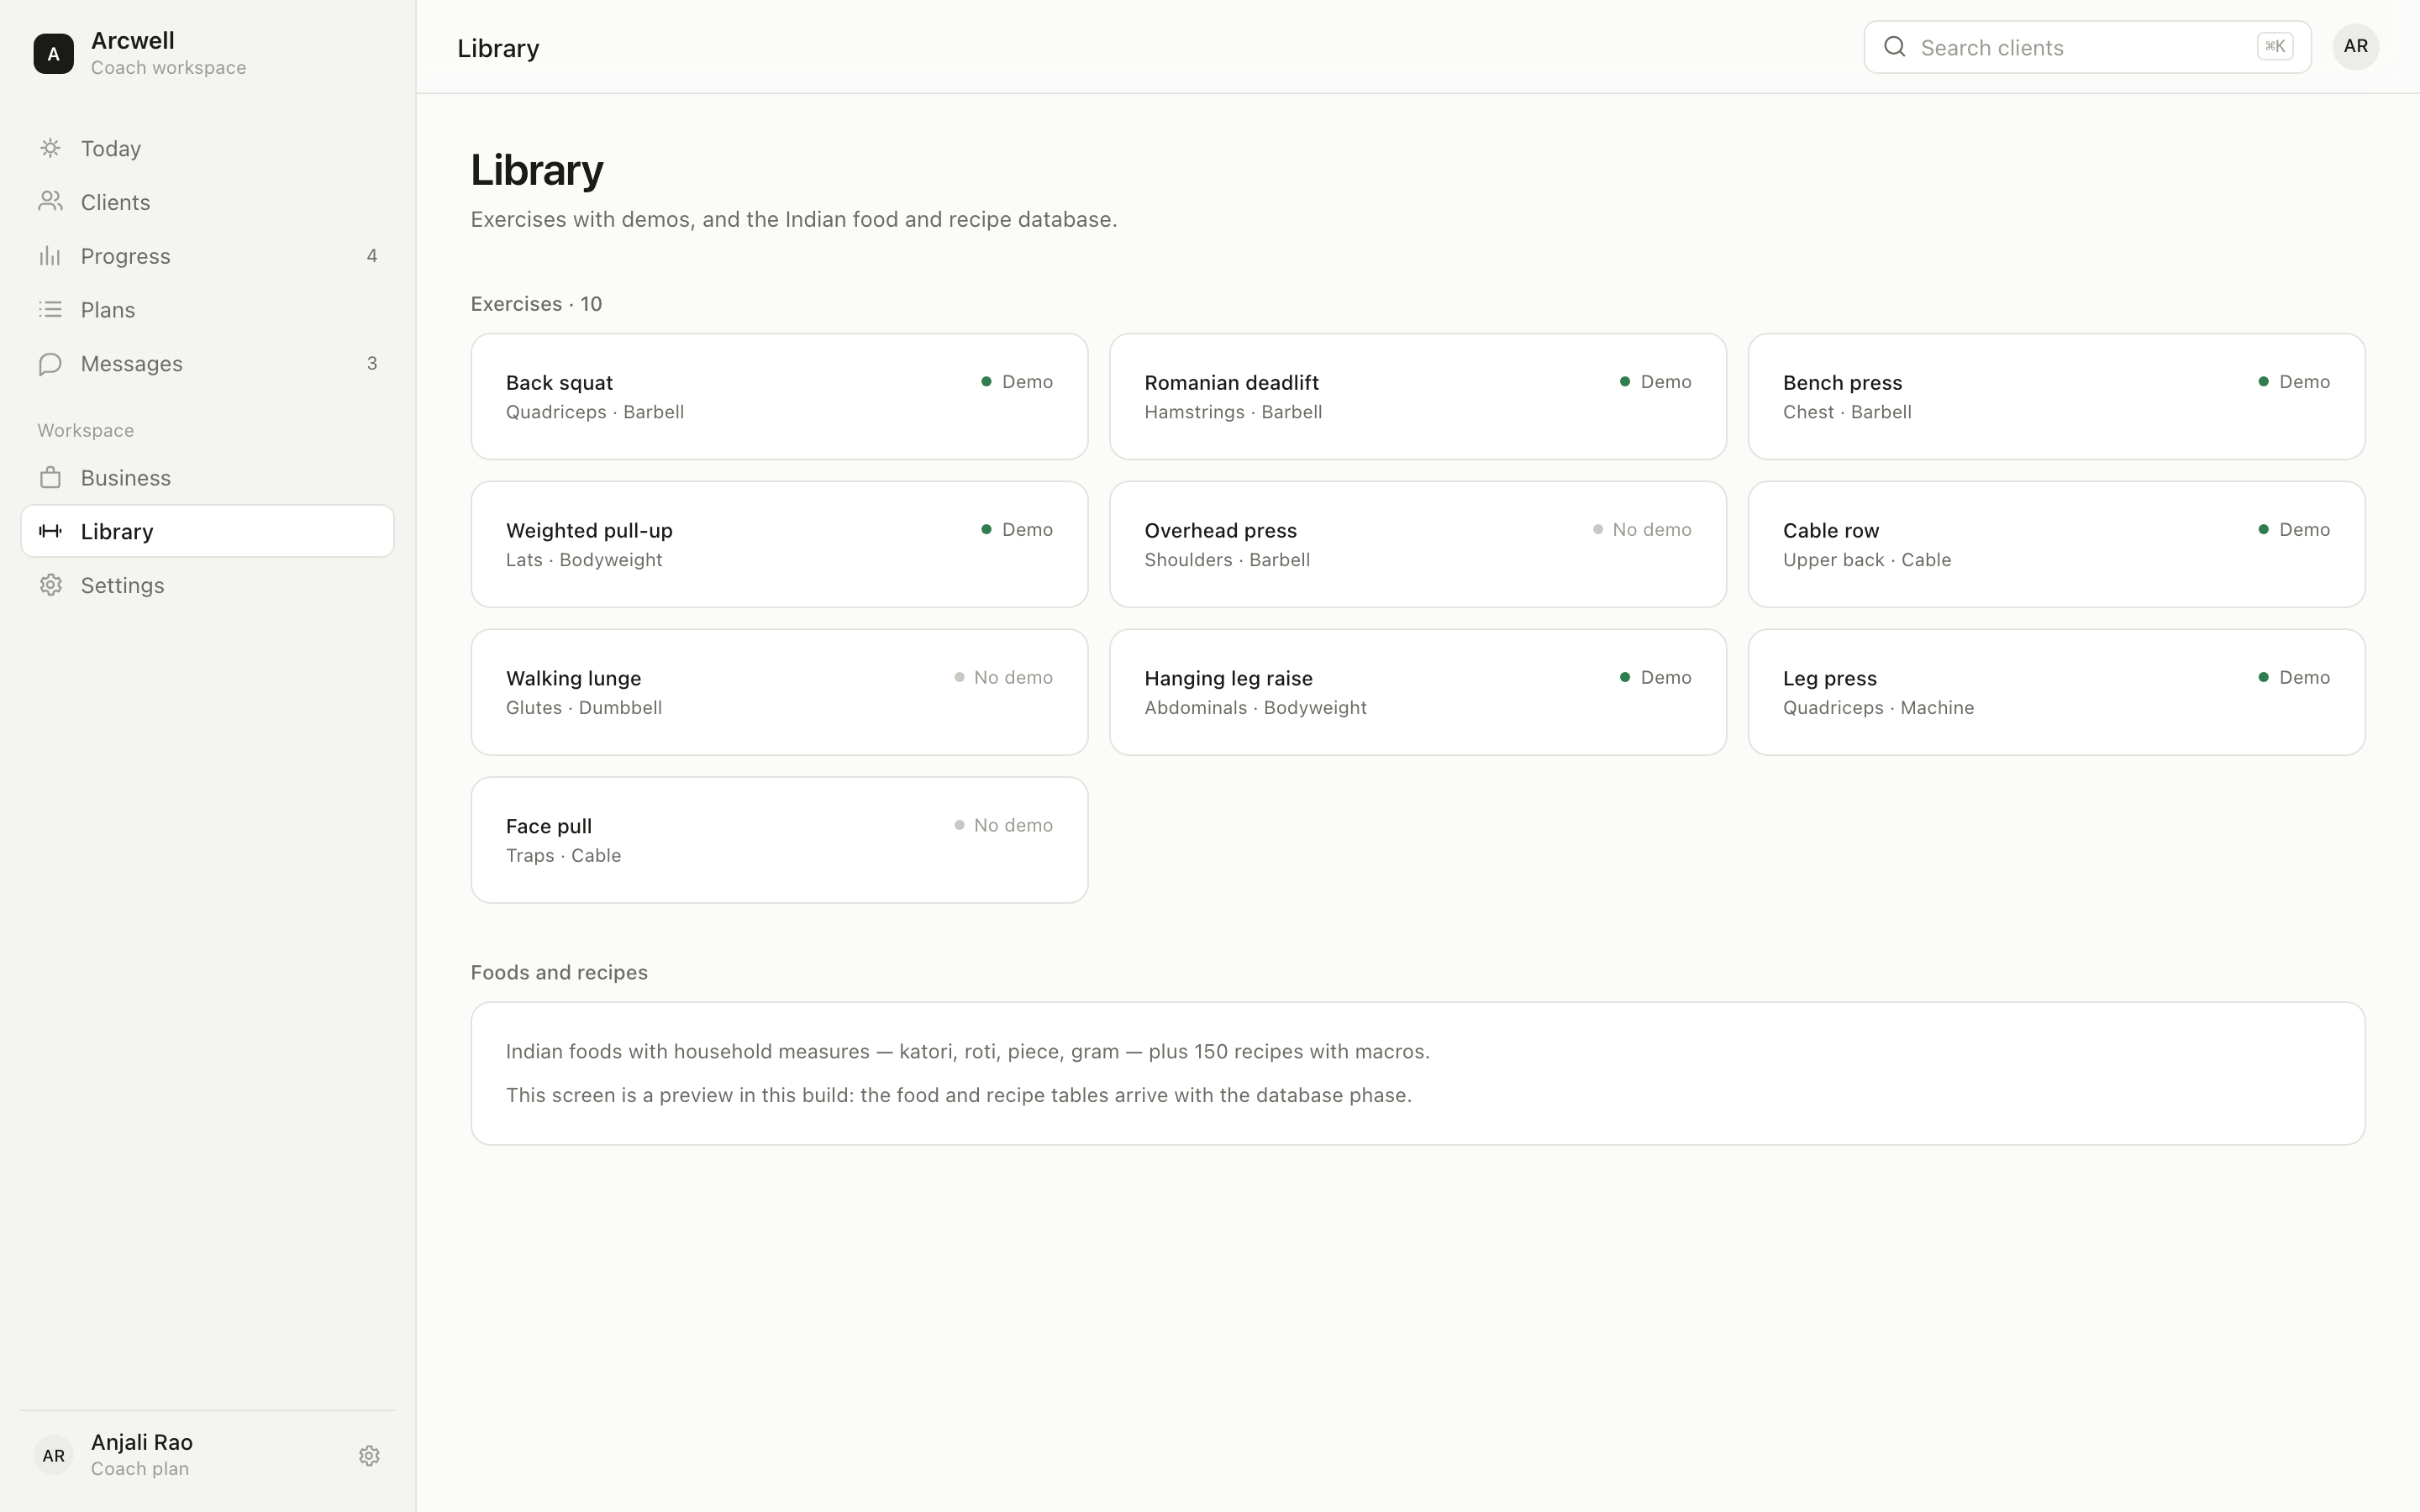 A
Arcwell
Coach workspace
Today
Clients
Progress 4
Plans
Messages 3
Workspace
Business
Library
Settings
AR
Anjali Rao
Coach plan
Library
Search clients ⌘K
AR
Library
Exercises with demos, and the Indian food and recipe database.
Exercises · 10
Back squat Demo
Quadriceps · Barbell
Romanian deadlift Demo
Hamstrings · Barbell
Bench press Demo
Chest · Barbell
Weighted pull-up Demo
Lats · Bodyweight
Overhead press No demo
Shoulders · Barbell
Cable row Demo
Upper back · Cable
Walking lunge No demo
Glutes · Dumbbell
Hanging leg raise Demo
Abdominals · Bodyweight
Leg press Demo
Quadriceps · Machine
Face pull No demo
Traps · Cable
Foods and recipes
Indian foods with household measures — katori, roti, piece, gram — plus 150 recipes with macros.
This screen is a preview in this build: the food and recipe tables arrive with the database phase.